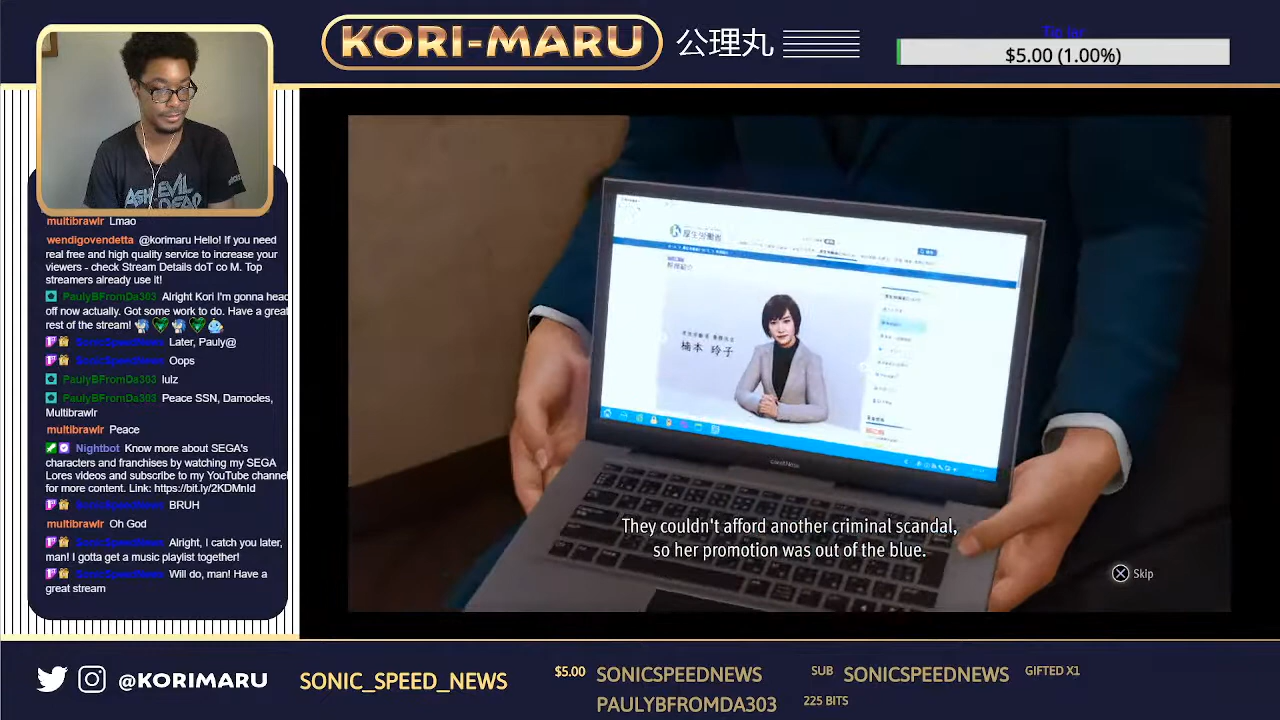 KORI-MARU
公理丸
Tip jar
$5.00 (1.00%)
ASH
EVIL
DEAD
multibrawlr Lmao
wendigovendetta @korimaru Hello! If you need
real free and high quality service to increase your
viewers - check Stream Details doT co M. Top
streamers already use it!
PaulyBFromDa303 Alright Kori I'm gonna head
off now actually. Got some work to do. Have a great
rest of the stream!
SonicSpeedNews Later, Pauly@
SonicSpeedNews Oops
PaulyBFromDa303 lulz
PaulyBFromDa303 Peace SSN, Damocles,
Multibrawlr
multibrawlr Peace
Nightbot Know more about SEGA's
characters and franchises by watching my SEGA
Lores videos and subscribe to my YouTube channel
for more content. Link: https://bit.ly/2KDMnId
SonicSpeedNews BRUH
multibrawlr Oh God
SonicSpeedNews Alright, I catch you later,
man! I gotta get a music playlist together!
SonicSpeedNews Will do, man! Have a
great stream
厚生労働省
楠本 玲子
They couldn't afford another criminal scandal,
so her promotion was out of the blue.
Skip
@KORIMARU
SONIC_SPEED_NEWS
$5.00 SONICSPEEDNEWS
SUB SONICSPEEDNEWS GIFTED X1
PAULYBFROMDA303 225 BITS